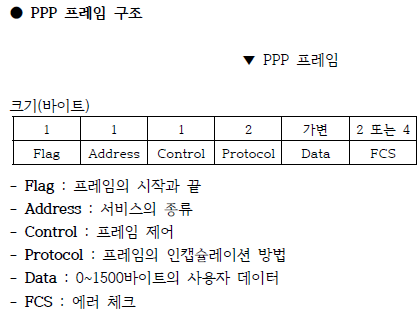 ● PPP 프레임 구조
▼ PPP 프레임
크기(바이트)
1 1 1 2 가변 2 또는 4
Flag Address Control Protocol Data FCS
- Flag : 프레임의 시작과 끝
- Address : 서비스의 종류
- Control : 프레임 제어
- Protocol : 프레임의 인캡슐레이션 방법
- Data : 0~1500바이트의 사용자 데이터
- FCS : 에러 체크